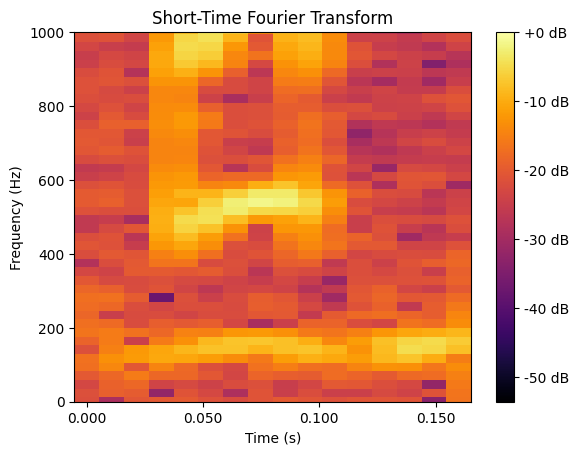 Short-Time Fourier Transform
1000
800
600
400
200
0
Frequency (Hz)
0.000
0.050
0.100
0.150
Time (s)
+0 dB
-10 dB
-20 dB
-30 dB
-40 dB
-50 dB